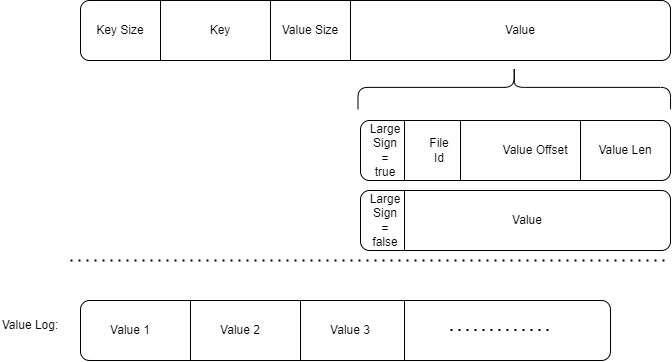 Key Size Key Value Size Value
Large
Sign
=
true
File
Id
Value Offset Value Len
Large
Sign
=
false
Value
Value Log: Value 1 Value 2 Value 3 .............